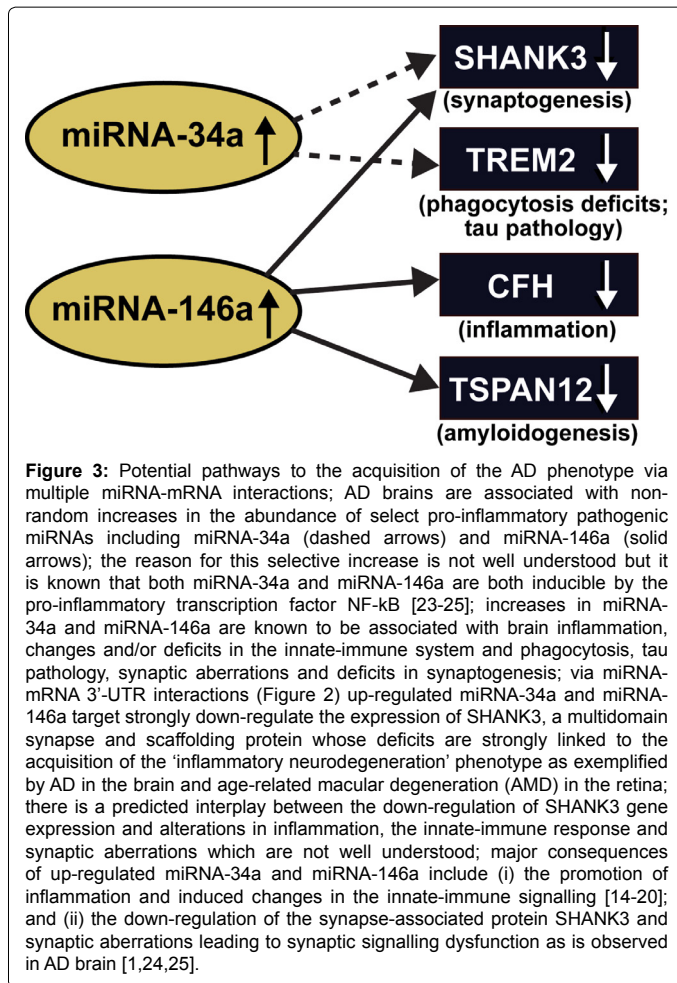 SHANK3
(synaptogenesis)
miRNA-34a
TREM2
(phagocytosis deficits;
tau pathology)
miRNA-146a
CFH
(inflammation)
TSPAN12
(amyloidogenesis)
Figure 3: Potential pathways to the acquisition of the AD phenotype via
multiple miRNA-mRNA interactions; AD brains are associated with non-
random increases in the abundance of select pro-inflammatory pathogenic
miRNAs including miRNA-34a (dashed arrows) and miRNA-146a (solid
arrows); the reason for this selective increase is not well understood but it
is known that both miRNA-34a and miRNA-146a are both inducible by the
pro-inflammatory transcription factor NF-kB [23-25]; increases in miRNA-
34a and miRNA-146a are known to be associated with brain inflammation,
changes and/or deficits in the innate-immune system and phagocytosis, tau
pathology, synaptic aberrations and deficits in synaptogenesis; via miRNA-
mRNA 3’-UTR interactions (Figure 2) up-regulated miRNA-34a and miRNA-
146a target strongly down-regulate the expression of SHANK3, a multidomain
synapse and scaffolding protein whose deficits are strongly linked to the
acquisition of the ‘inflammatory neurodegeneration’ phenotype as exemplified
by AD in the brain and age-related macular degeneration (AMD) in the retina;
there is a predicted interplay between the down-regulation of SHANK3 gene
expression and alterations in inflammation, the innate-immune response and
synaptic aberrations which are not well understood; major consequences
of up-regulated miRNA-34a and miRNA-146a include (i) the promotion of
inflammation and induced changes in the innate-immune signalling [14-20];
and (ii) the down-regulation of the synapse-associated protein SHANK3 and
synaptic aberrations leading to synaptic signalling dysfunction as is observed
in AD brain [1,24,25].